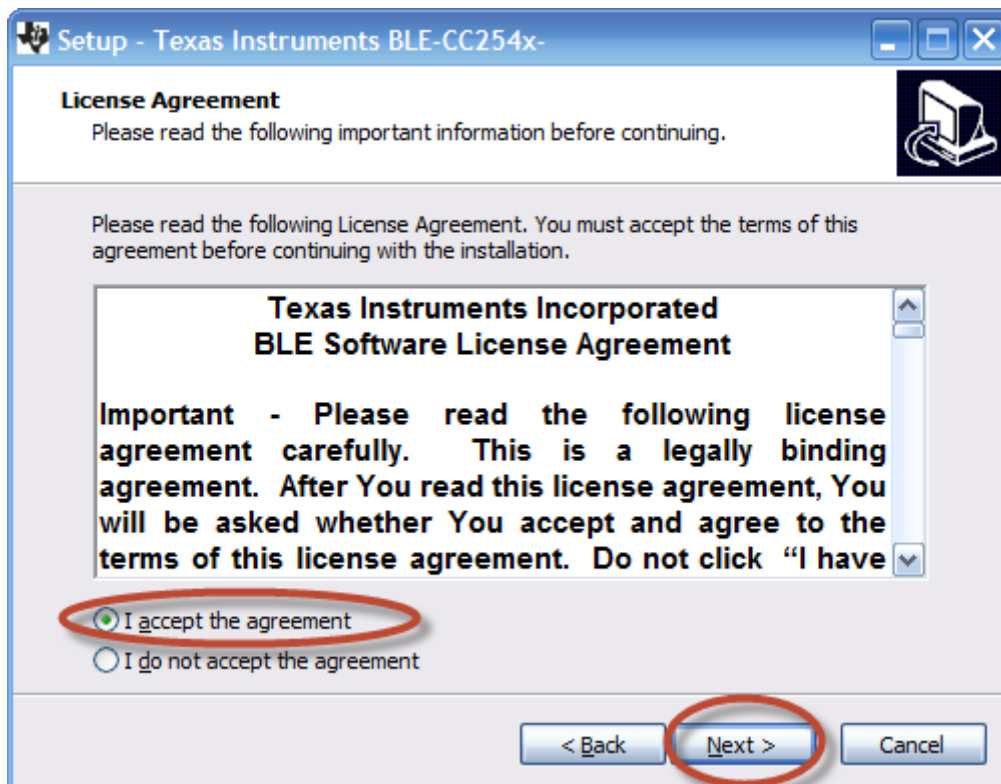 Setup - Texas Instruments BLE-CC254x-
License Agreement
Please read the following important information before continuing.
Please read the following License Agreement. You must accept the terms of this
agreement before continuing with the installation.
Texas Instruments Incorporated
BLE Software License Agreement
Important - Please read the following license
agreement carefully. This is a legally binding
agreement. After You read this license agreement, You
will be asked whether You accept and agree to the
terms of this license agreement. Do not click “I have
I accept the agreement
I do not accept the agreement
< Back Next > Cancel